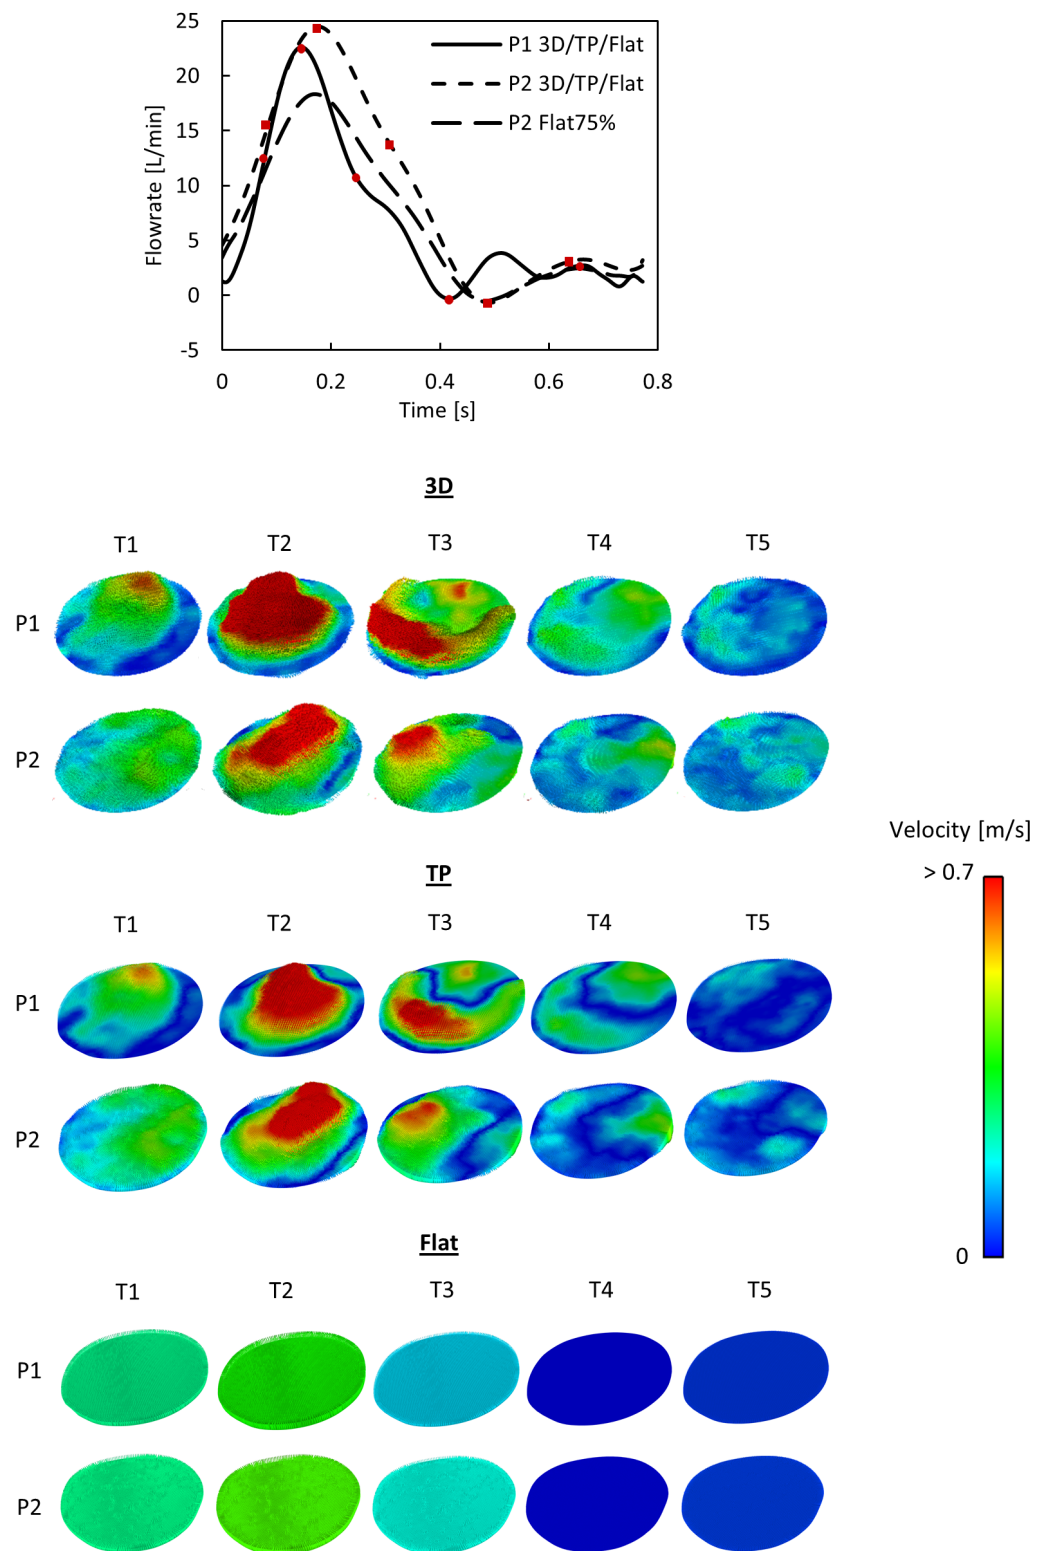 25
20
15
10
5
0
-5
Flowrate [L/min]
P1 3D/TP/Flat
P2 3D/TP/Flat
P2 Flat75%
0 0.2 0.4 0.6 0.8
Time [s]
3D
T1 T2 T3 T4 T5
P1
P2
Velocity [m/s]
> 0.7
0
TP
T1 T2 T3 T4 T5
P1
P2
Flat
T1 T2 T3 T4 T5
P1
P2